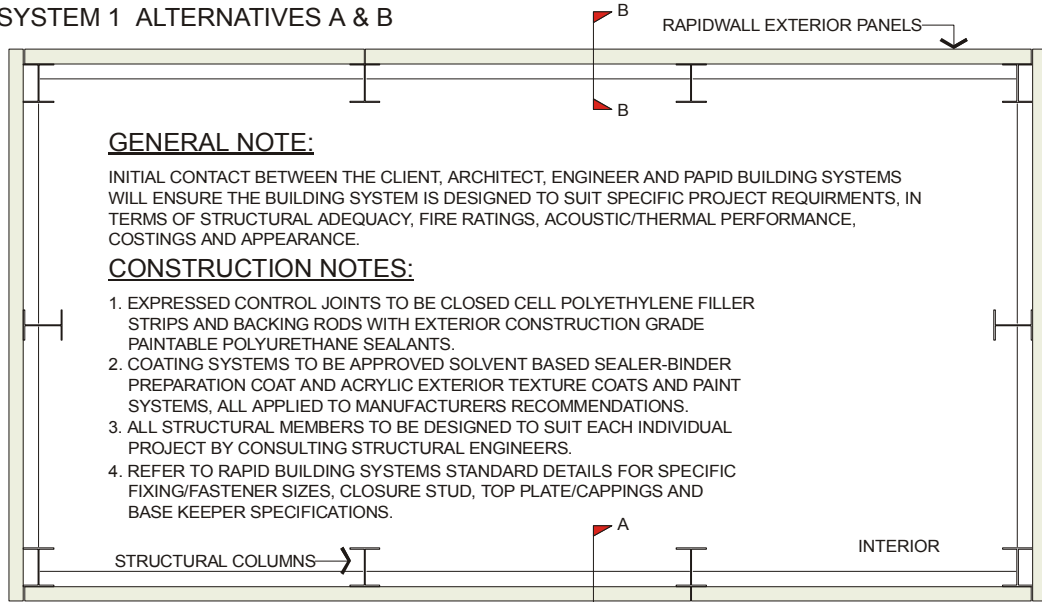 SYSTEM 1 ALTERNATIVES A & B
B
RAPIDWALL EXTERIOR PANELS
B
GENERAL NOTE:
INITIAL CONTACT BETWEEN THE CLIENT, ARCHITECT, ENGINEER AND PAPID BUILDING SYSTEMS
WILL ENSURE THE BUILDING SYSTEM IS DESIGNED TO SUIT SPECIFIC PROJECT REQUIRMENTS, IN
TERMS OF STRUCTURAL ADEQUACY, FIRE RATINGS, ACOUSTIC/THERMAL PERFORMANCE,
COSTINGS AND APPEARANCE.
CONSTRUCTION NOTES:
1. EXPRESSED CONTROL JOINTS TO BE CLOSED CELL POLYETHYLENE FILLER
STRIPS AND BACKING RODS WITH EXTERIOR CONSTRUCTION GRADE
PAINTABLE POLYURETHANE SEALANTS.
2. COATING SYSTEMS TO BE APPROVED SOLVENT BASED SEALER-BINDER
PREPARATION COAT AND ACRYLIC EXTERIOR TEXTURE COATS AND PAINT
SYSTEMS, ALL APPLIED TO MANUFACTURERS RECOMMENDATIONS.
3. ALL STRUCTURAL MEMBERS TO BE DESIGNED TO SUIT EACH INDIVIDUAL
PROJECT BY CONSULTING STRUCTURAL ENGINEERS.
4. REFER TO RAPID BUILDING SYSTEMS STANDARD DETAILS FOR SPECIFIC
FIXING/FASTENER SIZES, CLOSURE STUD, TOP PLATE/CAPPINGS AND
BASE KEEPER SPECIFICATIONS.
A
STRUCTURAL COLUMNS
INTERIOR